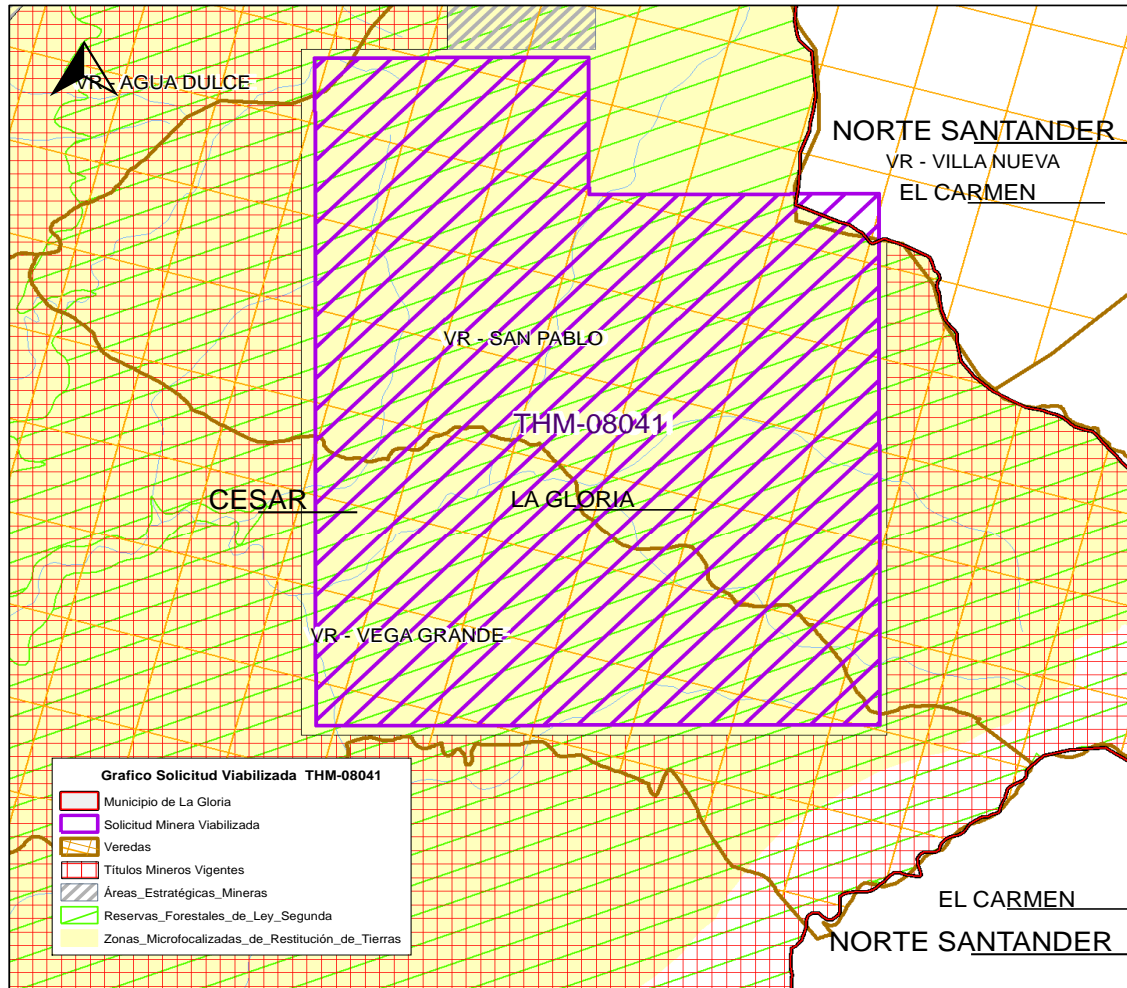 VR - AGUA DULCE
NORTE SANTANDER
VR - VILLA NUEVA
EL CARMEN
VR - SAN PABLO
THM-08041
CESAR
LA GLORIA
VR - VEGA GRANDE
Grafico Solicitud Viabilizada THM-08041
Municipio de La Gloria
Solicitud Minera Viabilizada
Veredas
Títulos Mineros Vigentes
Áreas_Estratégicas_Mineras
Reservas_Forestales_de_Ley_Segunda
Zonas_Microfocalizadas_de_Restitución_de_Tierras
EL CARMEN
NORTE SANTANDER